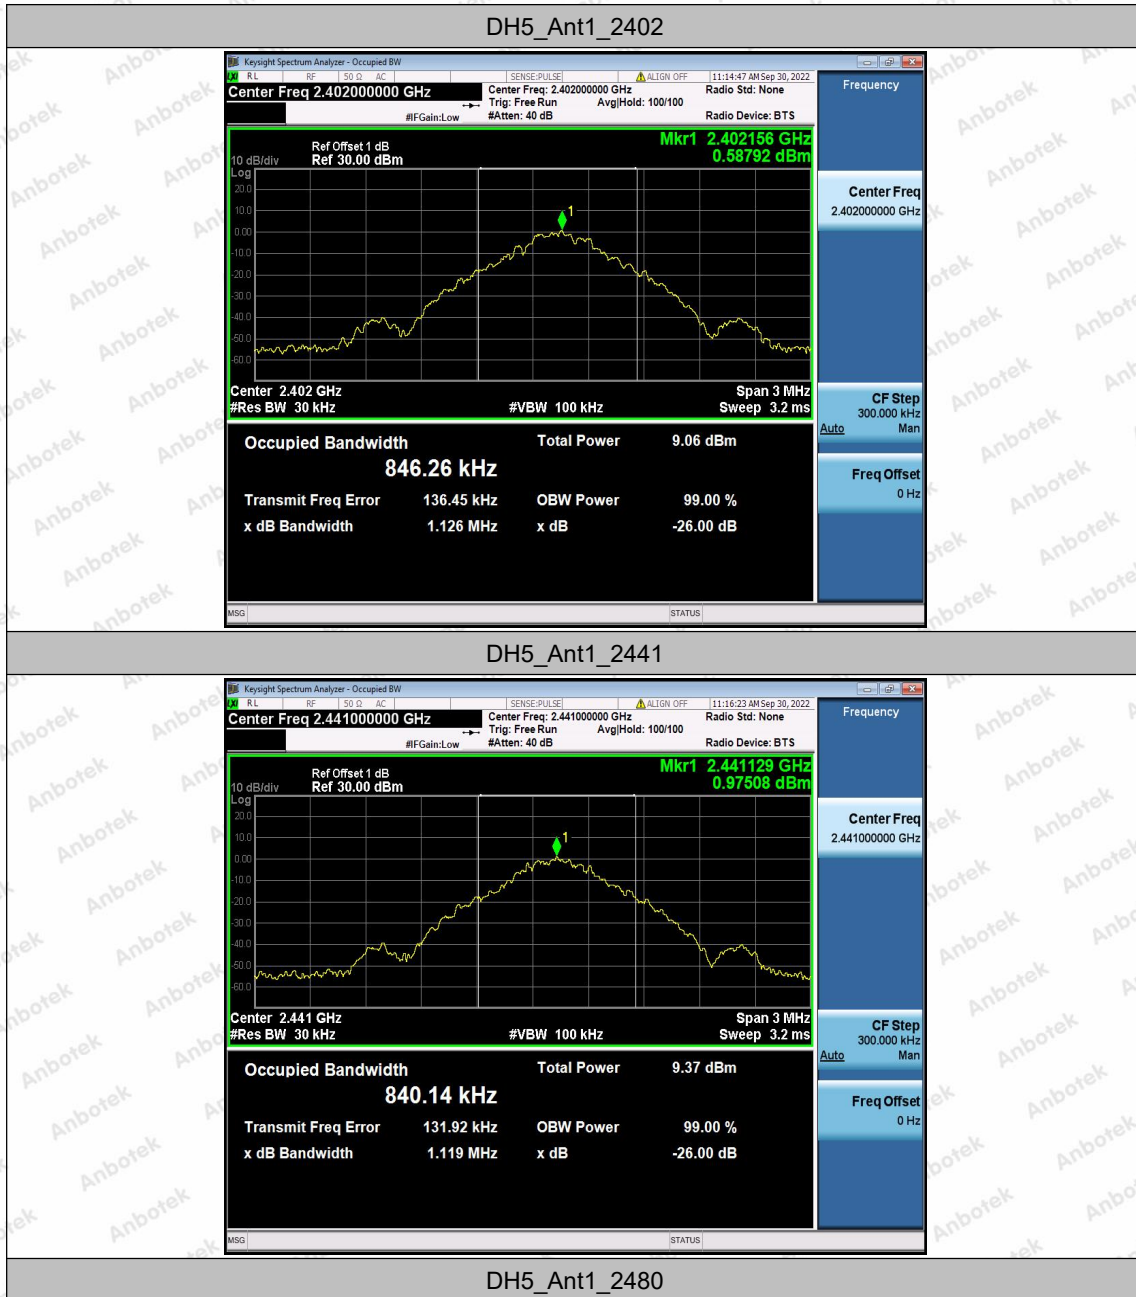 DH5_Ant1_2402
Keysight Spectrum Analyzer - Occupied BW
RL RF 50 Ω AC SENSE:PULSE ALIGN OFF 11:14:47 AM Sep 30, 2022
Center Freq 2.402000000 GHz
Center Freq: 2.402000000 GHz Radio Std: None
Trig: Free Run Avg|Hold: 100/100
#IFGain:Low #Atten: 40 dB Radio Device: BTS
Mkr1 2.402156 GHz
0.58792 dBm
Ref Offset 1 dB
10 dB/div Ref 30.00 dBm
Log
20.0
10.0
0.00
-10.0
-20.0
-30.0
-40.0
-50.0
-60.0
1
Center 2.402 GHz Span 3 MHz
#Res BW 30 kHz #VBW 100 kHz Sweep 3.2 ms
Occupied Bandwidth Total Power 9.06 dBm
846.26 kHz
Transmit Freq Error 136.45 kHz OBW Power 99.00 %
x dB Bandwidth 1.126 MHz x dB -26.00 dB
MSG STATUS
Frequency
Center Freq
2.402000000 GHz
CF Step
300.000 kHz
Auto Man
Freq Offset
0 Hz
DH5_Ant1_2441
Keysight Spectrum Analyzer - Occupied BW
RL RF 50 Ω AC SENSE:PULSE ALIGN OFF 11:16:23 AM Sep 30, 2022
Center Freq 2.441000000 GHz
Center Freq: 2.441000000 GHz Radio Std: None
Trig: Free Run Avg|Hold: 100/100
#IFGain:Low #Atten: 40 dB Radio Device: BTS
Mkr1 2.441129 GHz
0.97508 dBm
Ref Offset 1 dB
10 dB/div Ref 30.00 dBm
Log
20.0
10.0
0.00
-10.0
-20.0
-30.0
-40.0
-50.0
-60.0
1
Center 2.441 GHz Span 3 MHz
#Res BW 30 kHz #VBW 100 kHz Sweep 3.2 ms
Occupied Bandwidth Total Power 9.37 dBm
840.14 kHz
Transmit Freq Error 131.92 kHz OBW Power 99.00 %
x dB Bandwidth 1.119 MHz x dB -26.00 dB
MSG STATUS
Frequency
Center Freq
2.441000000 GHz
CF Step
300.000 kHz
Auto Man
Freq Offset
0 Hz
DH5_Ant1_2480
Anbotek